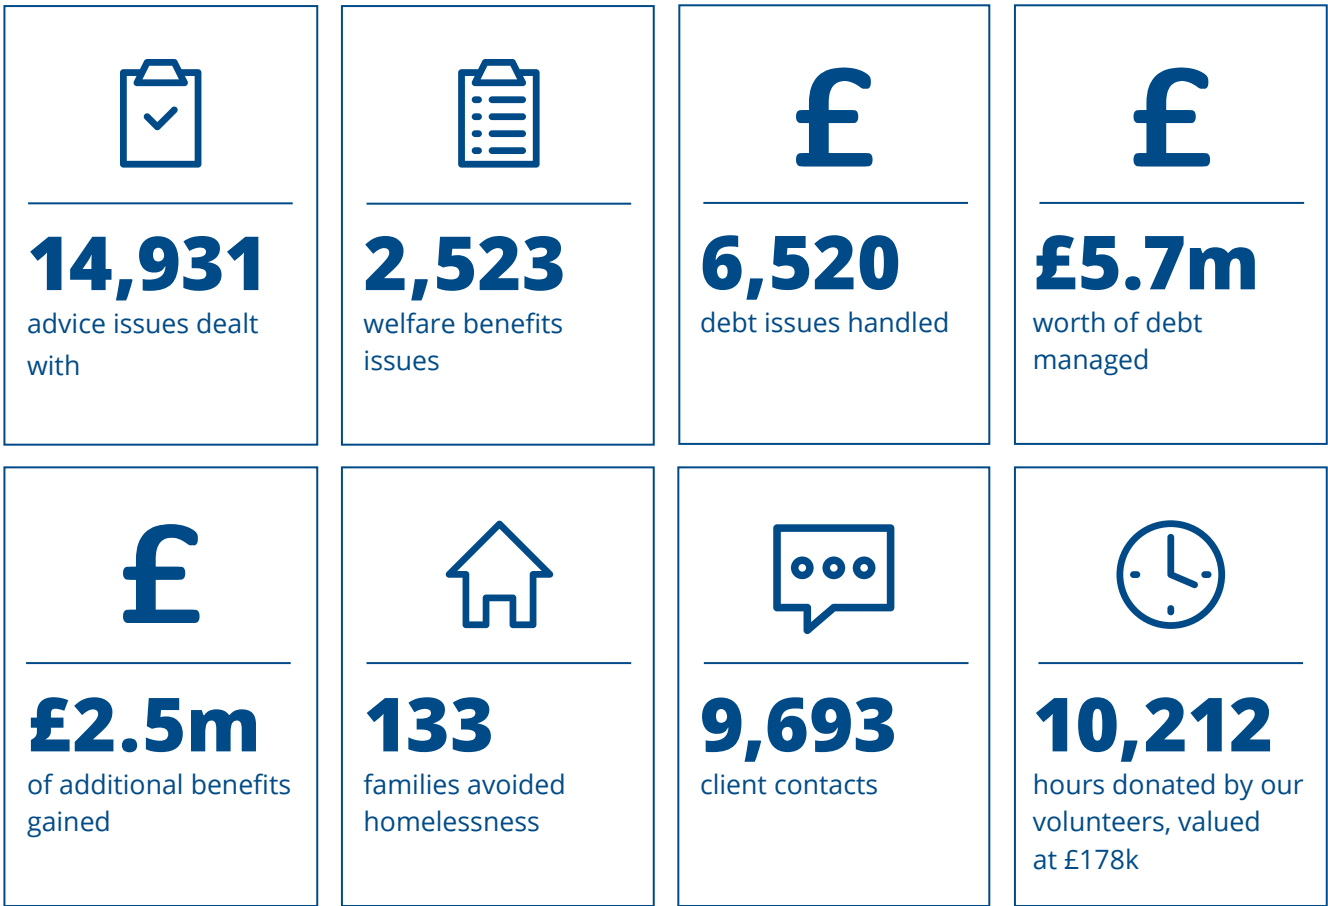 14,931
advice issues dealt
with
2,523
welfare benefits
issues
6,520
debt issues handled
£5.7m
worth of debt
managed
£2.5m
of additional benefits
gained
133
families avoided
homelessness
9,693
client contacts
10,212
hours donated by our
volunteers, valued
at £178k